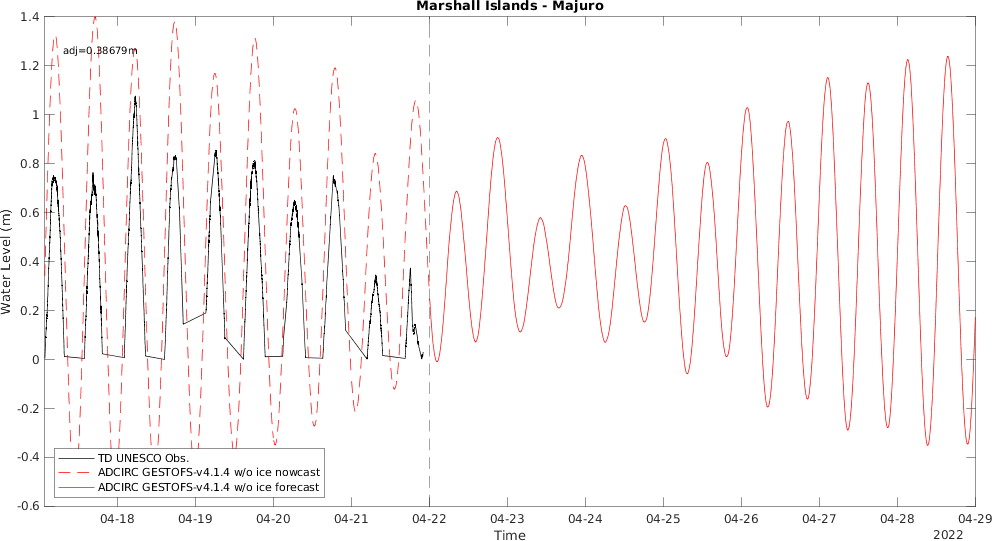 Marshall Islands - Majuro
adj=0.38679m
Water Level (m)
1.4
1.2
1
0.8
0.6
0.4
0.2
0
-0.2
-0.4
-0.6
TD UNESCO Obs.
ADCIRC GESTOFS-v4.1.4 w/o ice nowcast
ADCIRC GESTOFS-v4.1.4 w/o ice forecast
04-18 04-19 04-20 04-21 04-22 04-23 04-24 04-25 04-26 04-27 04-28 04-29
Time
2022